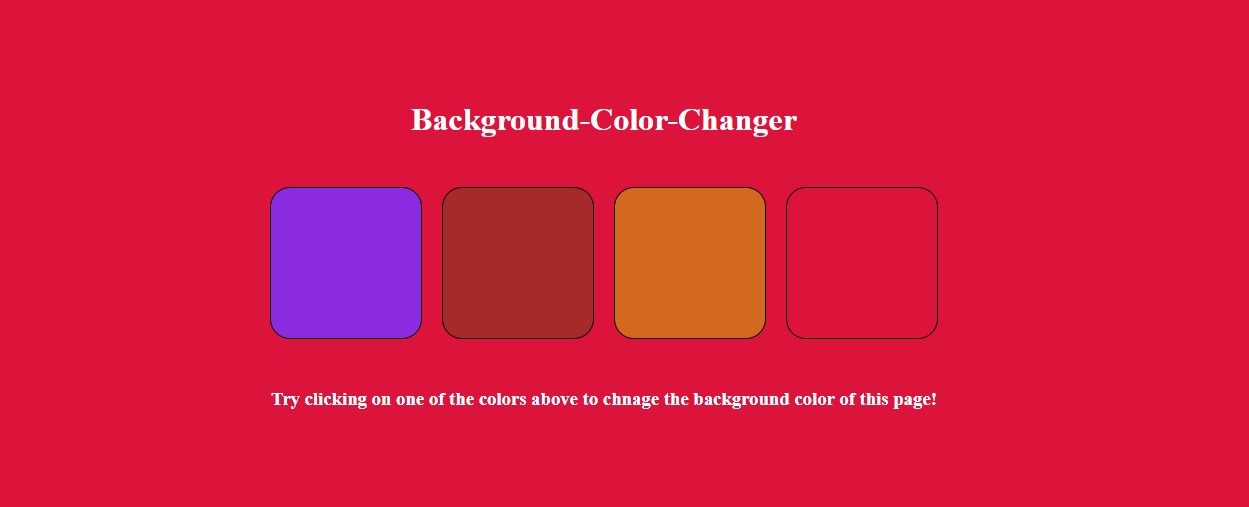 Background-Color-Changer
Try clicking on one of the colors above to chnage the background color of this page!